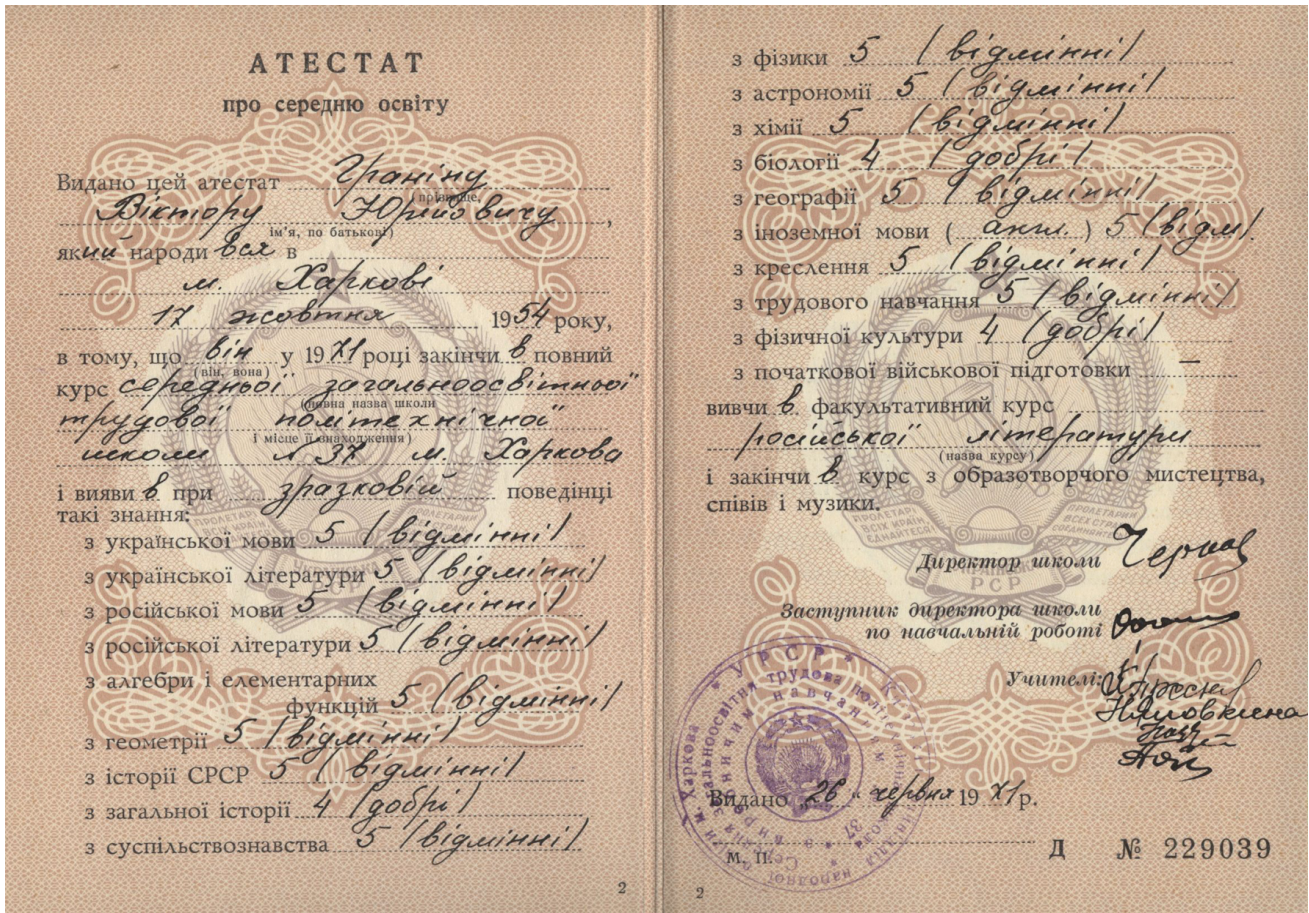 АТЕСТАТ
про середню освіту
Видано цей атестат Граніну
(прізвище,
Віктору Юрійовичу,
ім'я, по батькові)
який народився в
м. Харкові
17 жовтня 1954 року,
в тому, що він у 1971 році закінчив повний
(він, вона)
курс середньої загальноосвітньої
(повна назва школи
трудової політехнічної
і місце її знаходження)
школи № 37 м. Харкова
і виявив при зразковій поведінці
такі знання:
з української мови 5 (відмінні)
з української літератури 5 (відмінні)
з російської мови 5 (відмінні)
з російської літератури 5 (відмінні)
з алгебри і елементарних
функцій 5 (відмінні)
з геометрії 5 (відмінні)
з історії СРСР 5 (відмінні)
з загальної історії 4 (добрі)
з суспільствознавства 5 (відмінні)
2
з фізики 5 (відмінні)
з астрономії 5 (відмінні)
з хімії 5 (відмінні)
з біології 4 (добрі)
з географії 5 (відмінні)
з іноземної мови (англ.) 5 (відм).
з креслення 5 (відмінні)
з трудового навчання 5 (відмінні)
з фізичної культури 4 (добрі)
з початкової військової підготовки —
вивчив факультативний курс
російської літератури
(назва курсу)
і закінчив курс з образотворчого мистецтва,
співів і музики.
Директор школи
Заступник директора школи
по навчальній роботі
Учителі:
Видано „26" червня 1971 р.
М. П.
Д № 229039
2